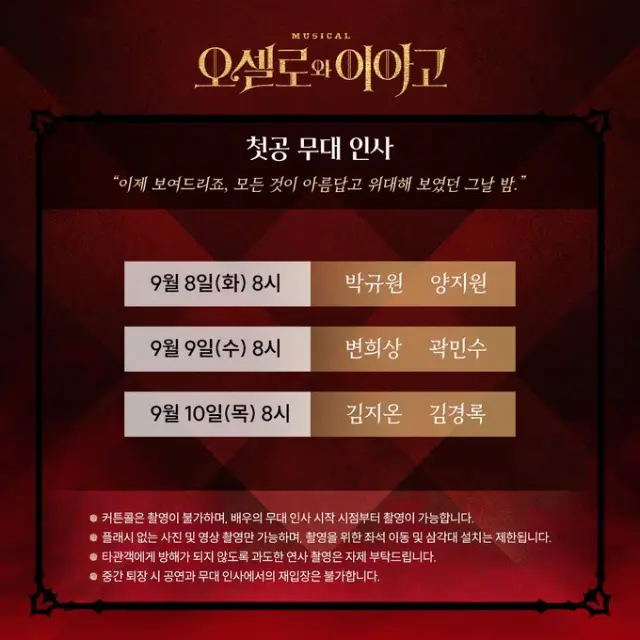 MUSICAL
오셀로와 이아고
첫공 무대 인사
“이제 보여드리죠, 모든 것이 아름답고 위대해 보였던 그날 밤.”
9월 8일(화) 8시 박규원 양지원
9월 9일(수) 8시 변희상 곽민수
9월 10일(목) 8시 김지온 김경록
커튼콜은 촬영이 불가하며, 배우의 무대 인사 시작 시점부터 촬영이 가능합니다.
플래시 없는 사진 및 영상 촬영만 가능하며, 촬영을 위한 좌석 이동 및 삼각대 설치는 제한됩니다.
타관객에게 방해가 되지 않도록 과도한 연사 촬영은 자제 부탁드립니다.
중간 퇴장 시 공연과 무대 인사에서의 재입장은 불가합니다.